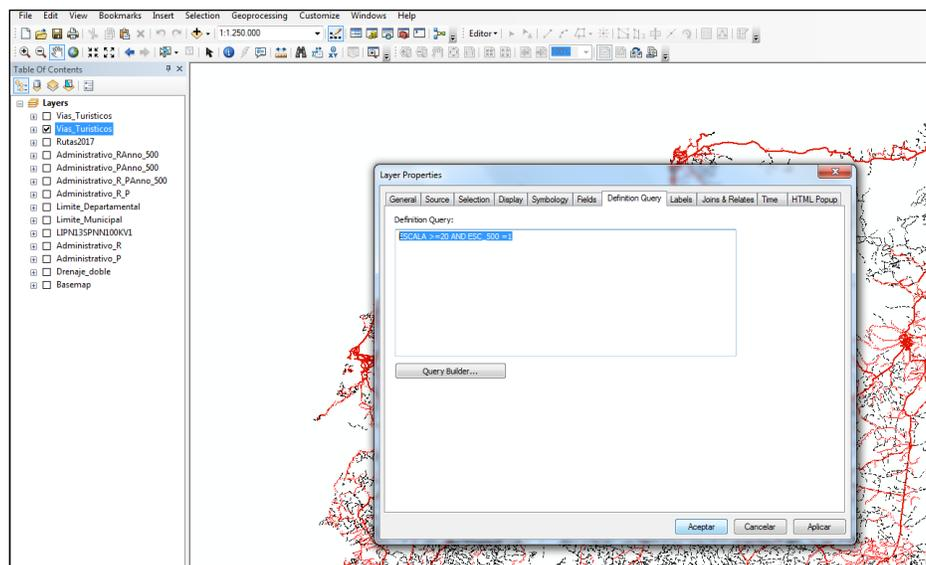 File Edit View Bookmarks Insert Selection Geoprocessing Customize Windows Help
1:1.250.000
Editor
Table Of Contents
Layers
Vias_Turisticos
Vias_Turisticos
Rutas2017
Administrativo_RAnno_500
Administrativo_PAnno_500
Administrativo_R_PAnno_500
Administrativo_R_P
Limite_Departamental
Limite_Municipal
LIPN13SPNN100KV1
Administrativo_R
Administrativo_P
Drenaje_doble
Basemap
Layer Properties
General Source Selection Display Symbology Fields Definition Query Labels Joins & Relates Time HTML Popup
Definition Query:
ESCALA >=20 AND ESC_500 =1
Query Builder...
Aceptar Cancelar Aplicar